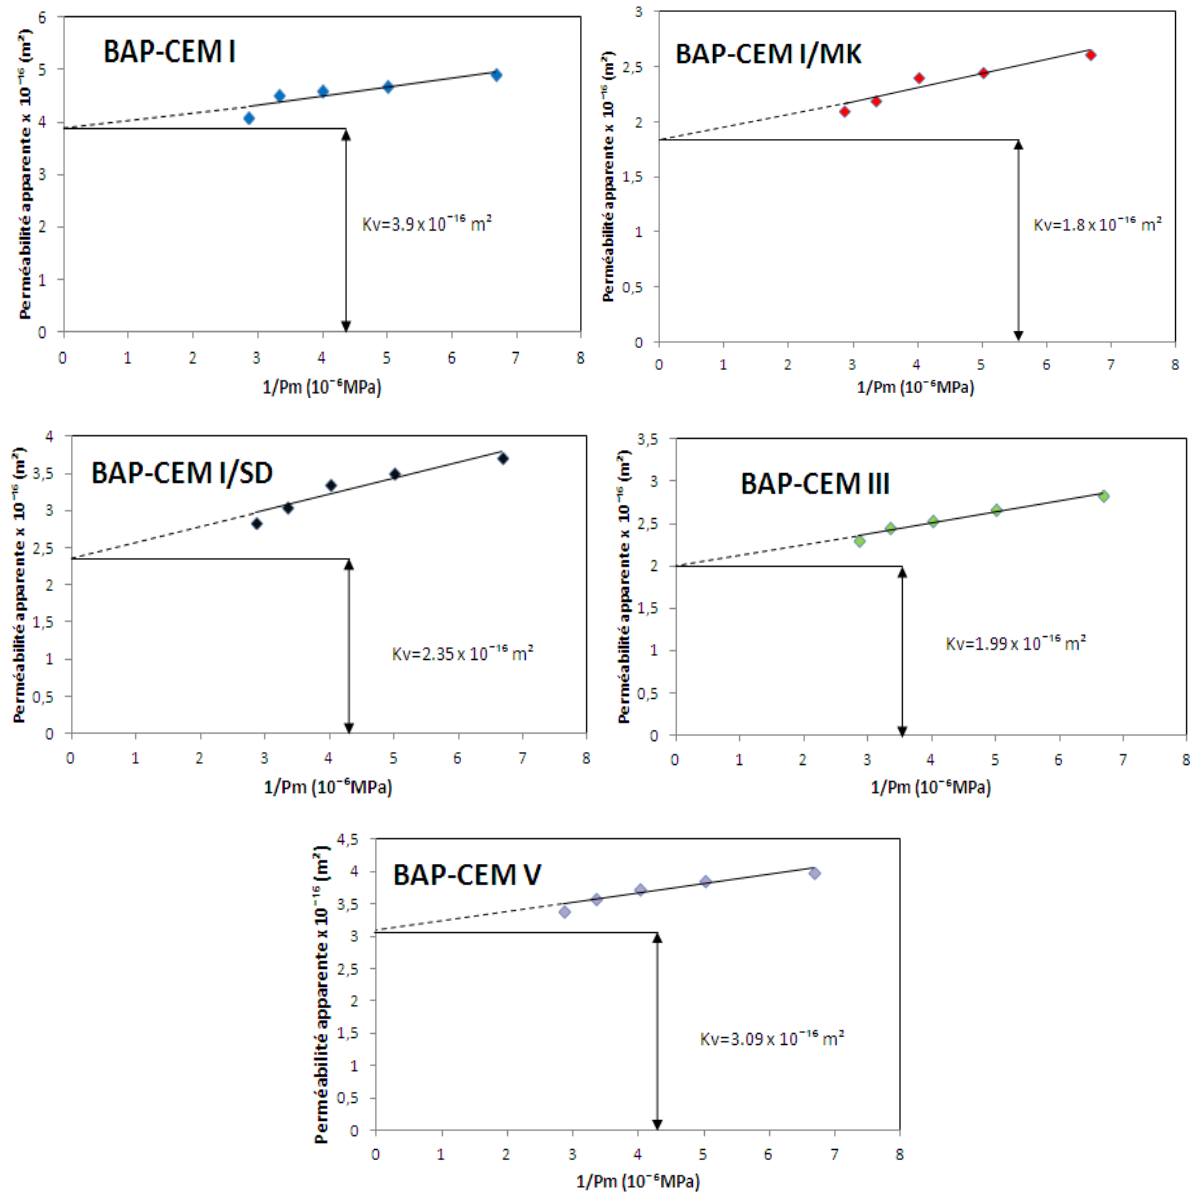 BAP-CEM I
Perméabilité apparente x 10⁻¹⁶ (m²)
6
5
4
3
2
1
0
Kv=3.9 x 10⁻¹⁶ m²
0 1 2 3 4 5 6 7 8
1/Pm (10⁻⁶MPa)
BAP-CEM I/MK
Perméabilité apparente x 10⁻¹⁶ (m²)
3
2,5
2
1,5
1
0,5
0
Kv=1.8 x 10⁻¹⁶ m²
0 1 2 3 4 5 6 7 8
1/Pm (10⁻⁶MPa)
BAP-CEM I/SD
Perméabilité apparente x 10⁻¹⁶ (m²)
4
3,5
3
2,5
2
1,5
1
0,5
0
Kv=2.35 x 10⁻¹⁶ m²
0 1 2 3 4 5 6 7 8
1/Pm (10⁻⁶MPa)
BAP-CEM III
Perméabilité apparente x 10⁻¹⁶ (m²)
3,5
3
2,5
2
1,5
1
0,5
0
Kv=1.99 x 10⁻¹⁶ m²
0 1 2 3 4 5 6 7 8
1/Pm (10⁻⁶MPa)
BAP-CEM V
Perméabilité apparente x 10⁻¹⁶ (m²)
4,5
4
3,5
3
2,5
2
1,5
1
0,5
0
Kv=3.09 x 10⁻¹⁶ m²
0 1 2 3 4 5 6 7 8
1/Pm (10⁻⁶MPa)